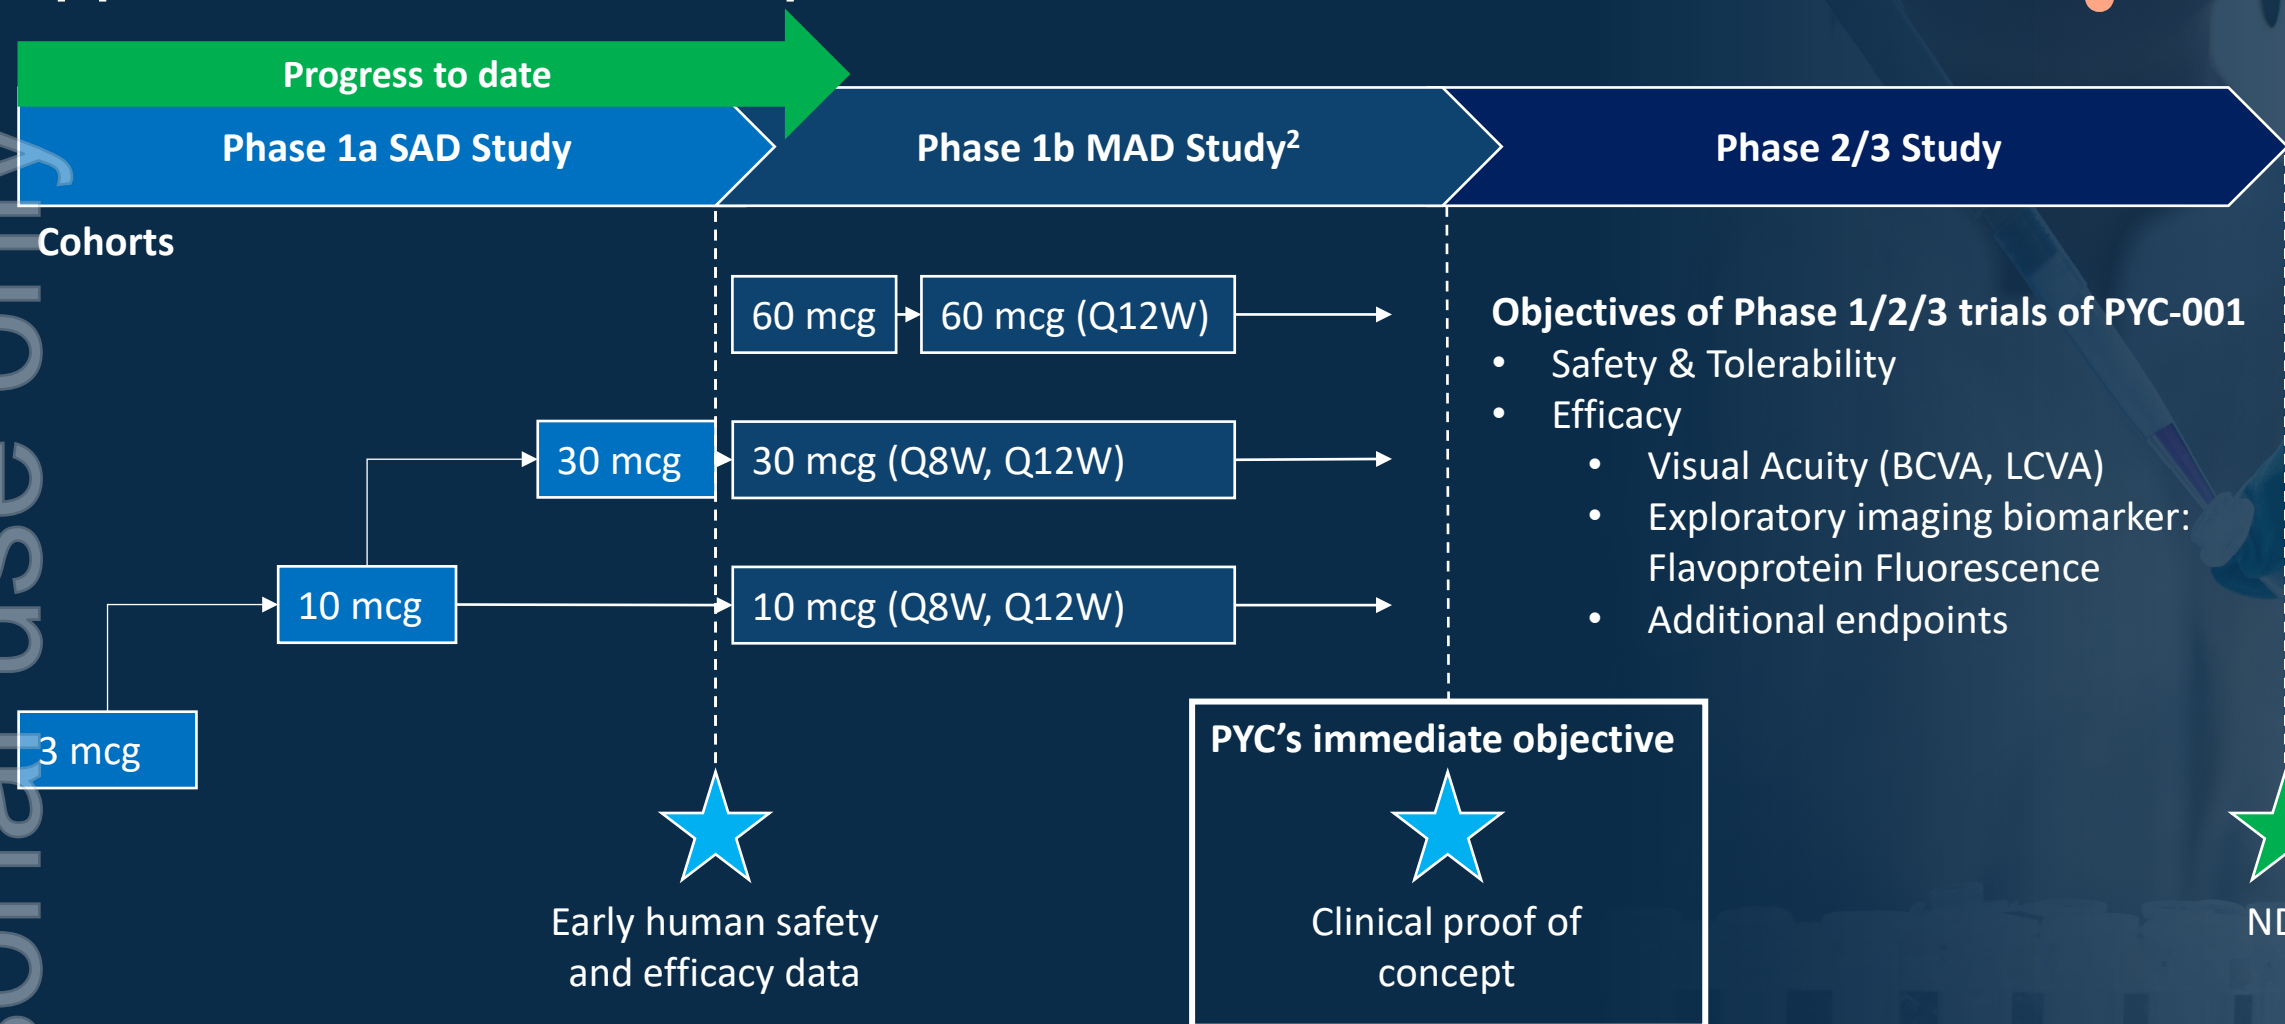 Progress to date
Phase 1a SAD Study
Phase 1b MAD Study²
Phase 2/3 Study
Cohorts
60 mcg
60 mcg (Q12W)
30 mcg
30 mcg (Q8W, Q12W)
10 mcg
10 mcg (Q8W, Q12W)
3 mcg
Objectives of Phase 1/2/3 trials of PYC-001
• Safety & Tolerability
• Efficacy
• Visual Acuity (BCVA, LCVA)
• Exploratory imaging biomarker:
Flavoprotein Fluorescence
• Additional endpoints
Early human safety
and efficacy data
PYC’s immediate objective
Clinical proof of
concept
use only